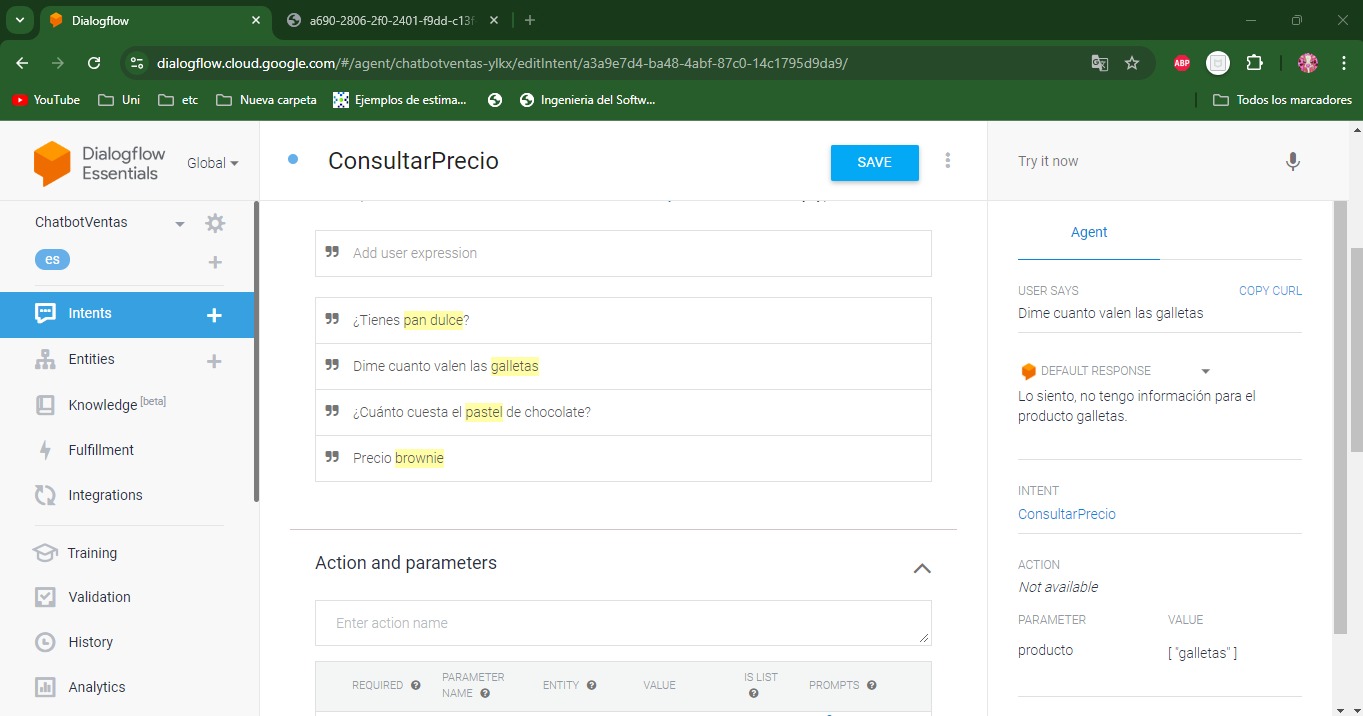 Dialogflow
a690-2806-2f0-2401-f9dd-c13f
dialogflow.cloud.google.com/#/agent/chatbotventas-ylkx/editIntent/a3a9e7d4-ba48-4abf-87c0-14c1795d9da9/
ABP
YouTube
Uni
etc
Nueva carpeta
Ejemplos de estima...
Ingenieria del Softw...
Todos los marcadores
Dialogflow
Essentials
Global
ConsultarPrecio
SAVE
Try it now
ChatbotVentas
es
Intents
Entities
Knowledge [beta]
Fulfillment
Integrations
Training
Validation
History
Analytics
Add user expression
¿Tienes pan dulce?
Dime cuanto valen las galletas
¿Cuánto cuesta el pastel de chocolate?
Precio brownie
Action and parameters
Enter action name
REQUIRED
PARAMETER
NAME
ENTITY
VALUE
IS LIST
PROMPTS
Agent
USER SAYS
COPY CURL
Dime cuanto valen las galletas
DEFAULT RESPONSE
Lo siento, no tengo información para el
producto galletas.
INTENT
ConsultarPrecio
ACTION
Not available
PARAMETER
VALUE
producto
[ "galletas" ]